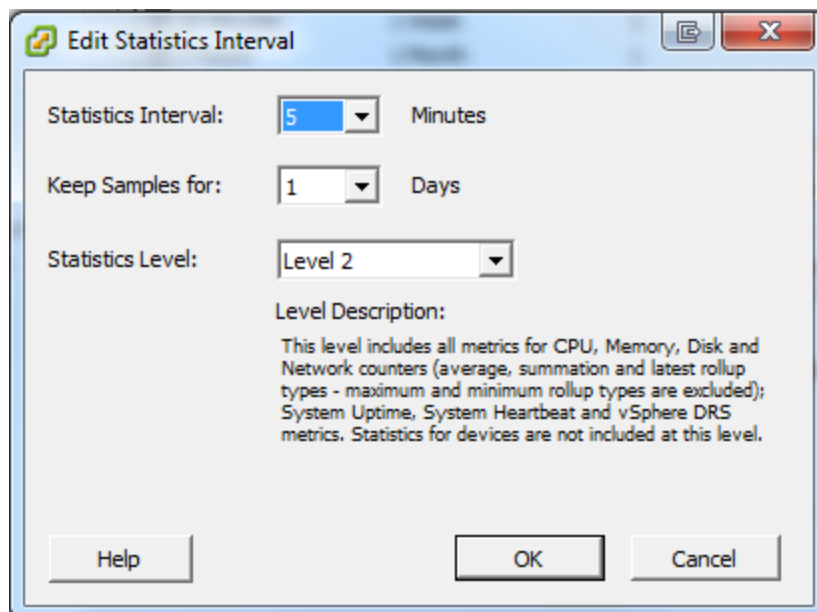 Edit Statistics Interval
Statistics Interval: 5 Minutes
Keep Samples for: 1 Days
Statistics Level: Level 2
Level Description:
This level includes all metrics for CPU, Memory, Disk and
Network counters (average, summation and latest rollup
types - maximum and minimum rollup types are excluded);
System Uptime, System Heartbeat and vSphere DRS
metrics. Statistics for devices are not included at this level.
Help OK Cancel